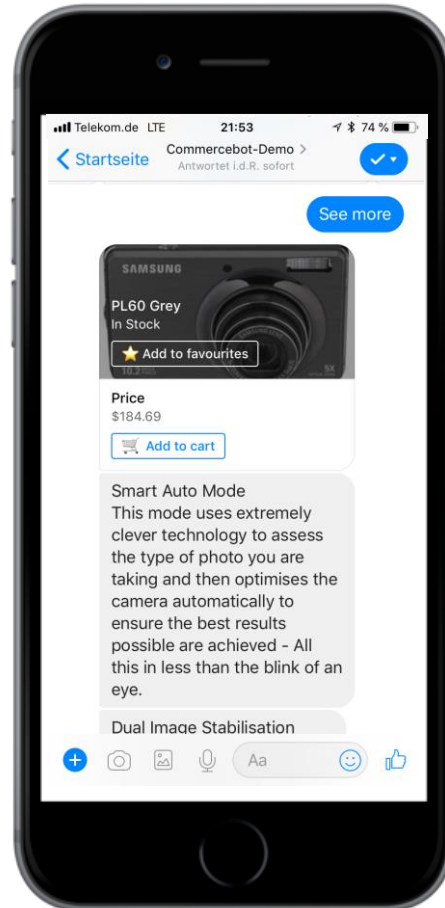 Telekom.de LTE 21:53 74 %
Startseite Commercebot-Demo
Antwortet i.d.R. sofort
See more
SAMSUNG
PL60 Grey
In Stock
Add to favourites
10.2 5X
Price
$184.69
Add to cart
Smart Auto Mode
This mode uses extremely
clever technology to assess
the type of photo you are
taking and then optimises the
camera automatically to
ensure the best results
possible are achieved - All
this in less than the blink of an
eye.
Dual Image Stabilisation
Aa